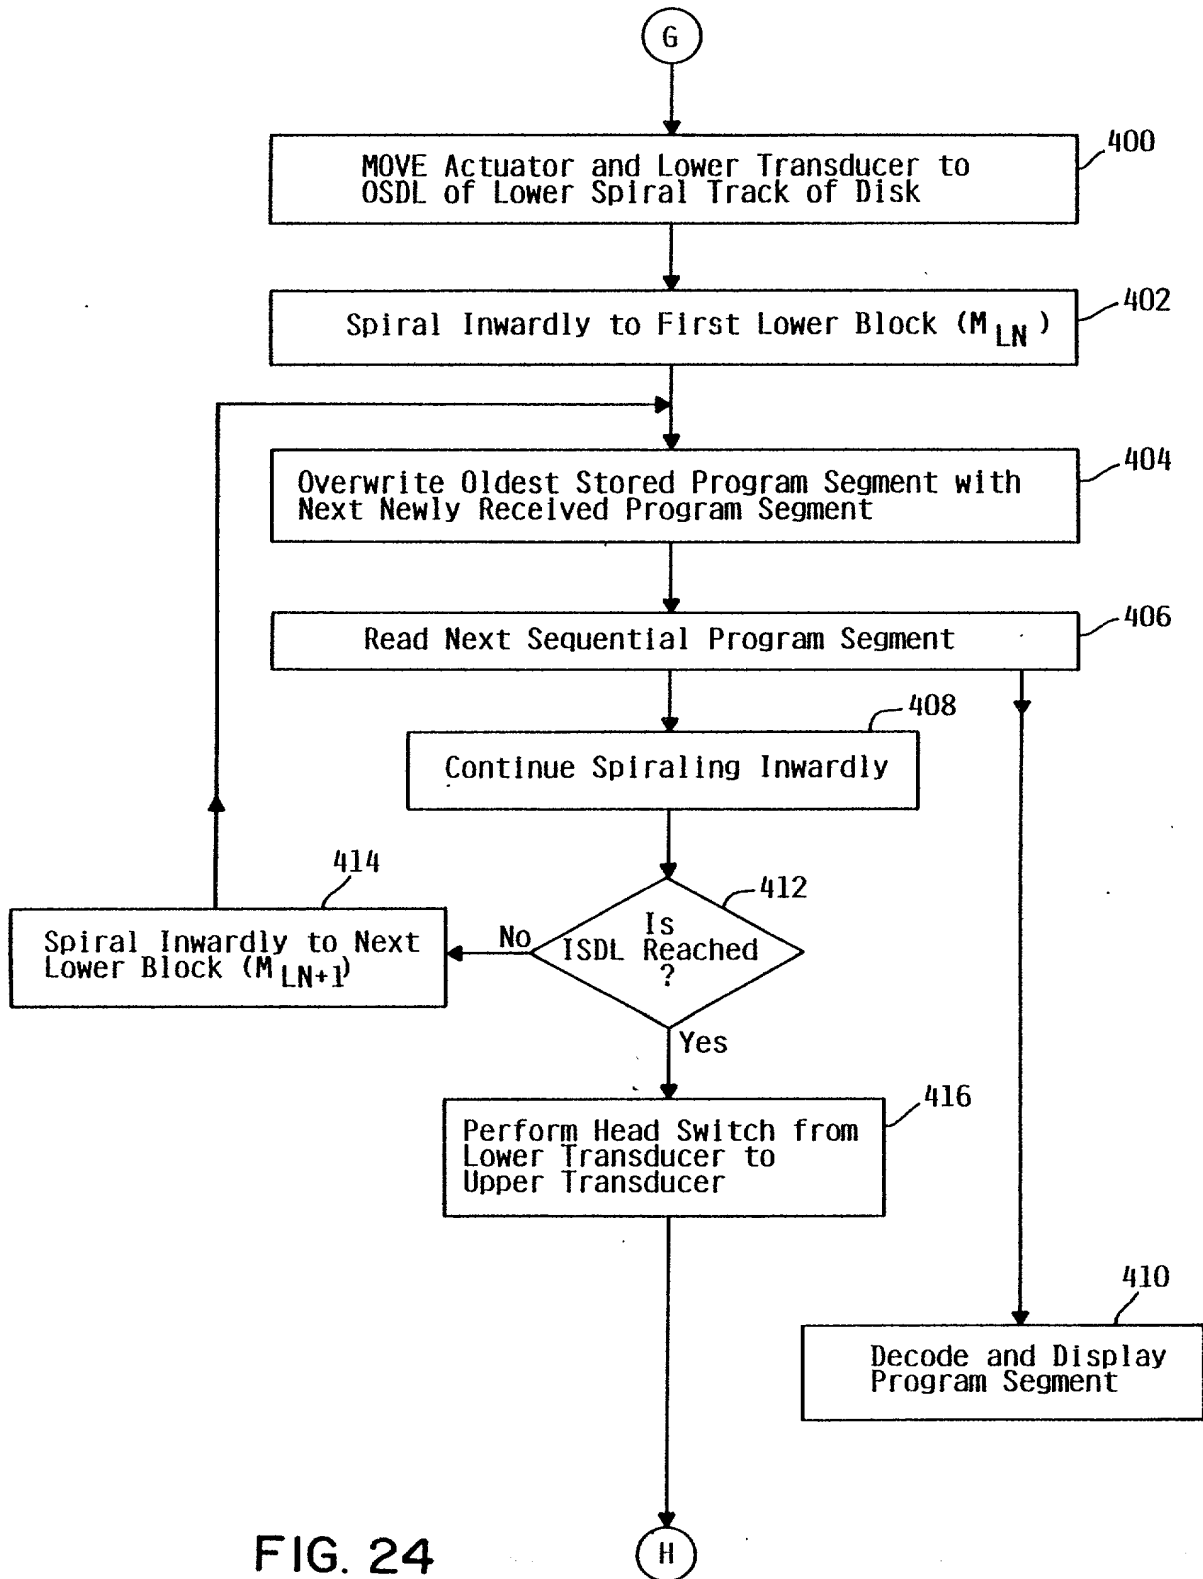 G
MOVE Actuator and Lower Transducer to
OSDL of Lower Spiral Track of Disk
400
Spiral Inwardly to First Lower Block (M LN )
402
Overwrite Oldest Stored Program Segment with
Next Newly Received Program Segment
404
Read Next Sequential Program Segment
406
408
Continue Spiraling Inwardly
414
412
Spiral Inwardly to Next
Lower Block (M LN+1)
No
Is
ISDL Reached
?
Yes
416
Perform Head Switch from
Lower Transducer to
Upper Transducer
410
Decode and Display
Program Segment
FIG. 24
H